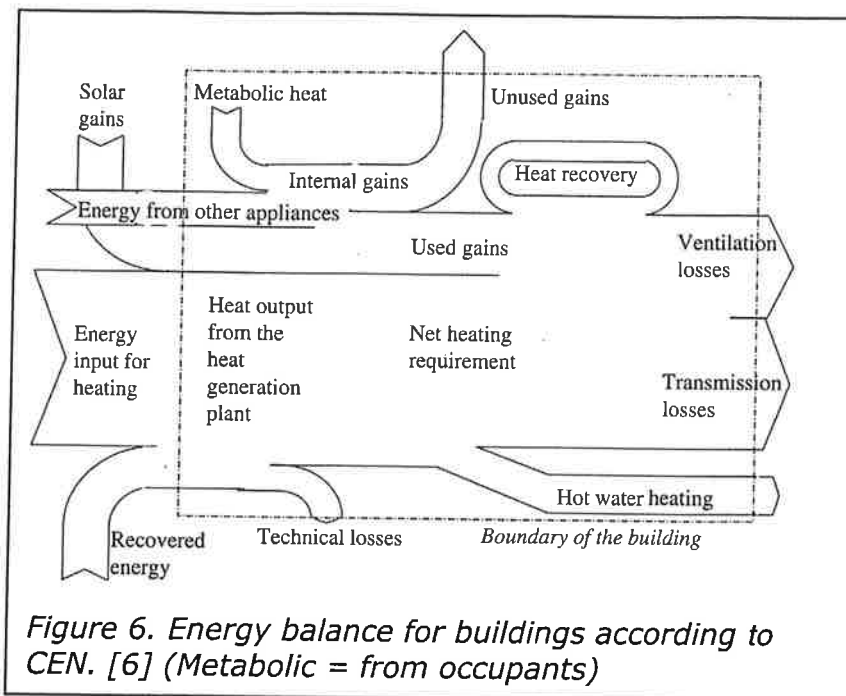 Solar
gains
Metabolic heat
Unused gains
Internal gains
Heat recovery
Energy from other appliances
Used gains
Ventilation
losses
Energy
input for
heating
Heat output
from the
heat
generation
plant
Net heating
requirement
Transmission
losses
Hot water heating
Recovered
energy
Technical losses
Boundary of the building
Figure 6. Energy balance for buildings according to
CEN. [6] (Metabolic = from occupants)